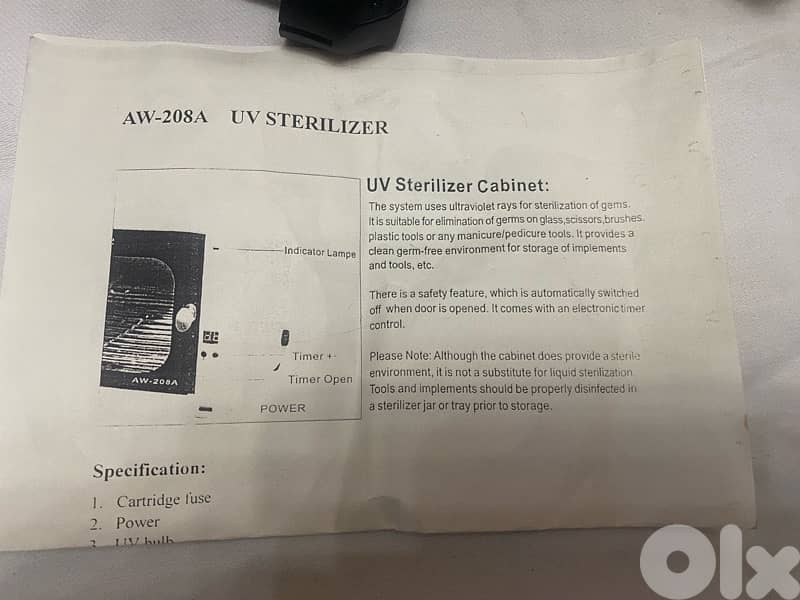 AW-208A UV STERILIZER
UV Sterilizer Cabinet:
The system uses ultraviolet rays for sterilization of gems.
It is suitable for elimination of germs on glass,scissors,brushes,
plastic tools or any manicure/pedicure tools. It provides a
clean germ-free environment for storage of implements
and tools, etc.
There is a safety feature, which is automatically switched
off when door is opened. It comes with an electronic timer
control.
Please Note: Although the cabinet does provide a sterile
environment, it is not a substitute for liquid sterilization.
Tools and implements should be properly disinfected in
a sterilizer jar or tray prior to storage.
Indicator Lampe
Timer +
Timer Open
POWER
AW-208A
Specification:
1. Cartridge fuse
2. Power
3. UV bulb
Olx